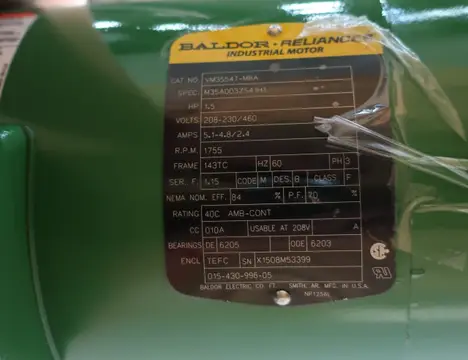 BALDOR · RELIANCE
INDUSTRIAL MOTOR
CAT. NO. VM3554T-M8A
SPEC.
HP 1.5
VOLTS 208-230/460
AMPS 5.1-4.8/2.4
R.P.M. 1755
FRAME 143TC HZ 60 PH 3
SER. F. 1.15 CODE M DES. B CLASS F
NEMA NOM. EFF. 84 % P.F. 70 %
RATING 40C AMB-CONT
CC 010A USABLE AT 208V A
BEARINGS DE 6205 ODE 6203
ENCL TEFC SN X1508M53399
015-430-998-05
BALDOR ELECTRIC CO. FT. SMITH, AR. MFG. IN U.S.A.
NP1256L